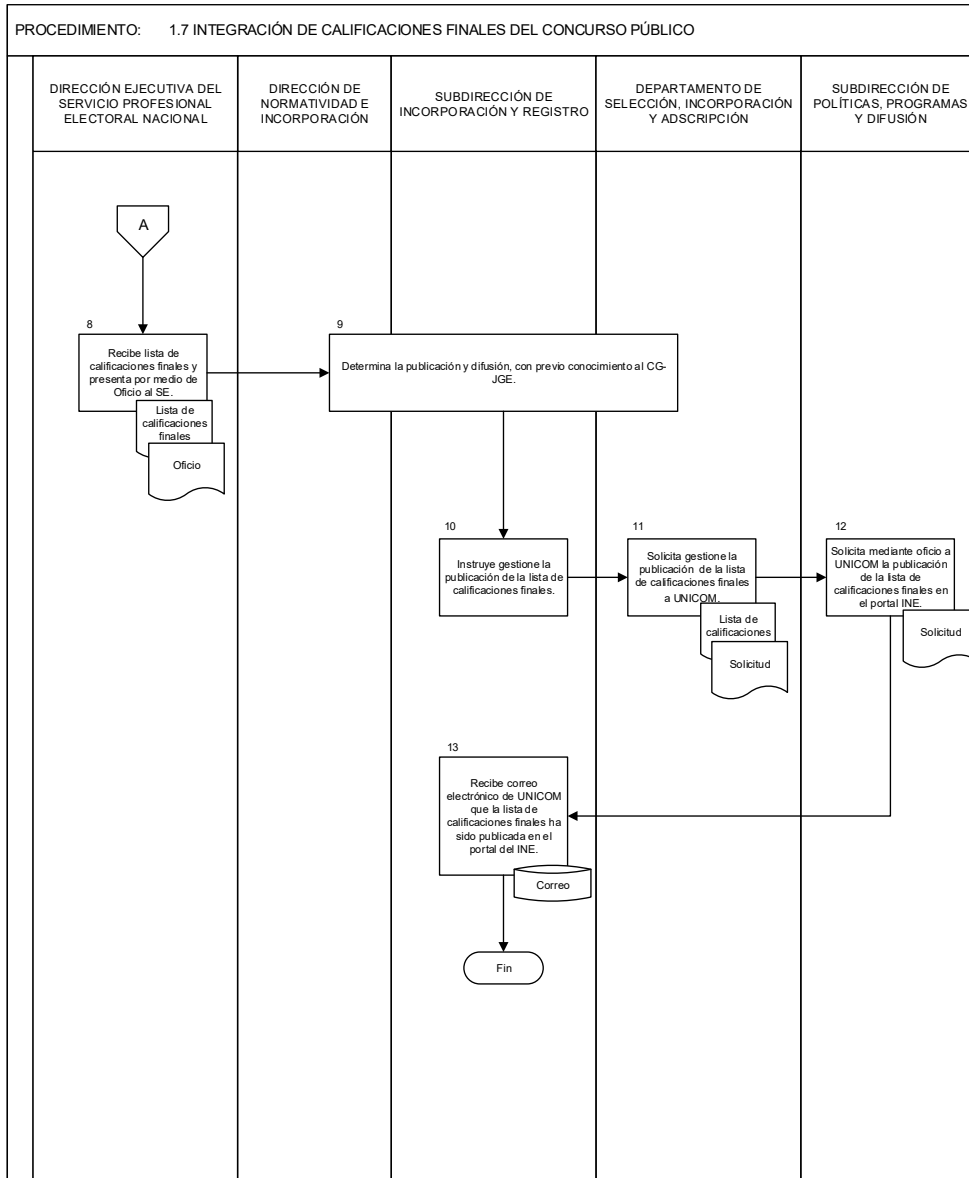 PROCEDIMIENTO: 1.7 INTEGRACIÓN DE CALIFICACIONES FINALES DEL CONCURSO PÚBLICO
DIRECCIÓN EJECUTIVA DEL
SERVICIO PROFESIONAL
ELECTORAL NACIONAL
DIRECCIÓN DE
NORMATIVIDAD E
INCORPORACIÓN
SUBDIRECCIÓN DE
INCORPORACIÓN Y REGISTRO
DEPARTAMENTO DE
SELECCIÓN, INCORPORACIÓN
Y ADSCRIPCIÓN
SUBDIRECCIÓN DE
POLÍTICAS, PROGRAMAS
Y DIFUSIÓN
A
8
Recibe lista de
calificaciones finales y
presenta por medio de
Oficio al SE.
Lista de
calificaciones
finales
Oficio
9
Determina la publicación y difusión, con previo conocimiento al CG-
JGE.
10
Instruye gestione la
publicación de la lista de
calificaciones finales.
11
Solicita gestione la
publicación de la lista
de calificaciones finales
a UNICOM.
Lista de
calificaciones
Solicitud
12
Solicita mediante oficio a
UNICOM la publicación
de la lista de
calificaciones finales en
el portal INE.
Solicitud
13
Recibe correo
electrónico de UNICOM
que la lista de
calificaciones finales ha
sido publicada en el
portal del INE.
Correo
Fin